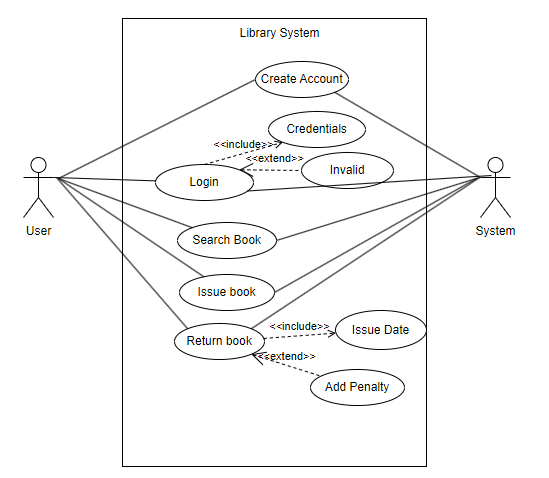 Library System
Create Account
Credentials
<<include>>
<<extend>>
Invalid
Login
User
System
Search Book
Issue book
<<include>>
Issue Date
Return book
<<extend>>
Add Penalty